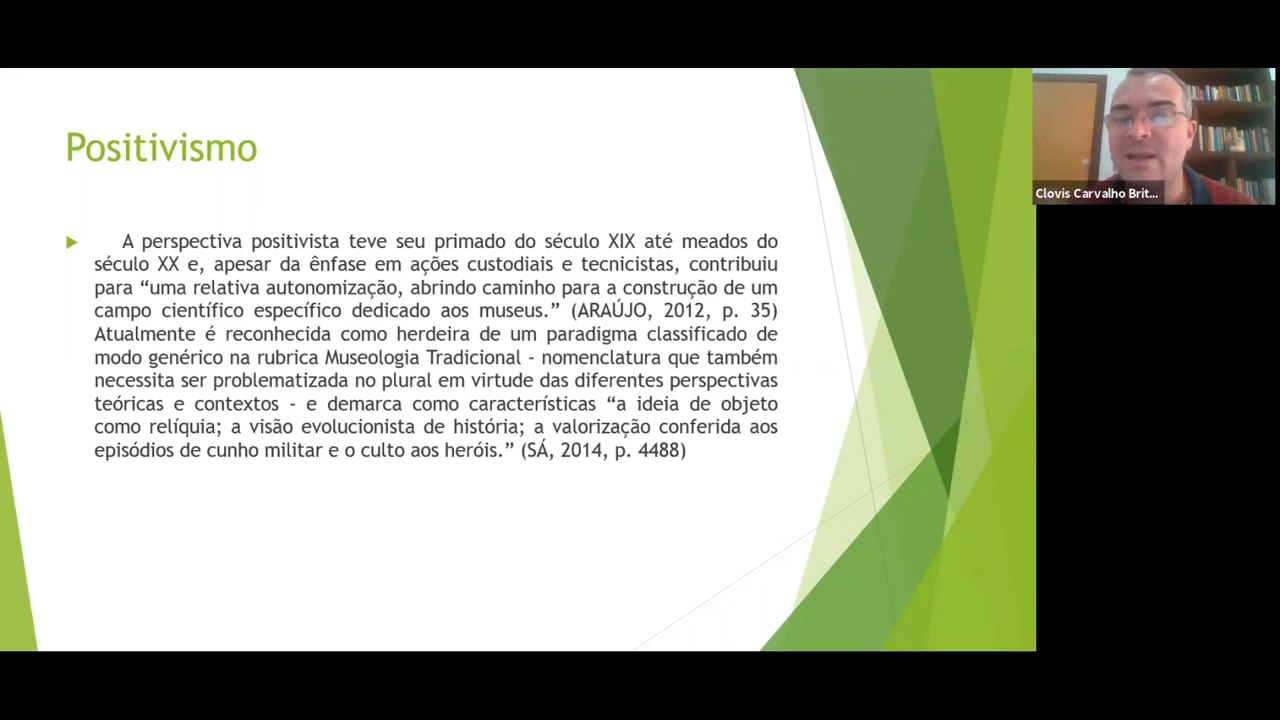 Positivismo
A perspectiva positivista teve seu primado do século XIX até meados do
século XX e, apesar da ênfase em ações custodiais e tecnicistas, contribuiu
para “uma relativa autonomização, abrindo caminho para a construção de um
campo científico específico dedicado aos museus.” (ARAÚJO, 2012, p. 35)
Atualmente é reconhecida como herdeira de um paradigma classificado de
modo genérico na rubrica Museologia Tradicional - nomenclatura que também
necessita ser problematizada no plural em virtude das diferentes perspectivas
teóricas e contextos - e demarca como características “a ideia de objeto
como relíquia; a visão evolucionista de história; a valorização conferida aos
episódios de cunho militar e o culto aos heróis.” (SÁ, 2014, p. 4488)
Clovis Carvalho Brit...